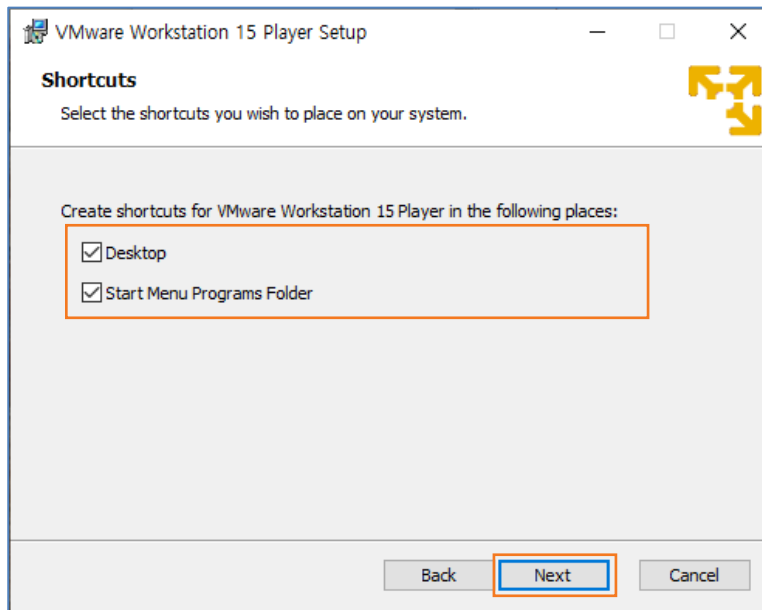 VMware Workstation 15 Player Setup
Shortcuts
Select the shortcuts you wish to place on your system.
Create shortcuts for VMware Workstation 15 Player in the following places:
Desktop
Start Menu Programs Folder
Back Next Cancel